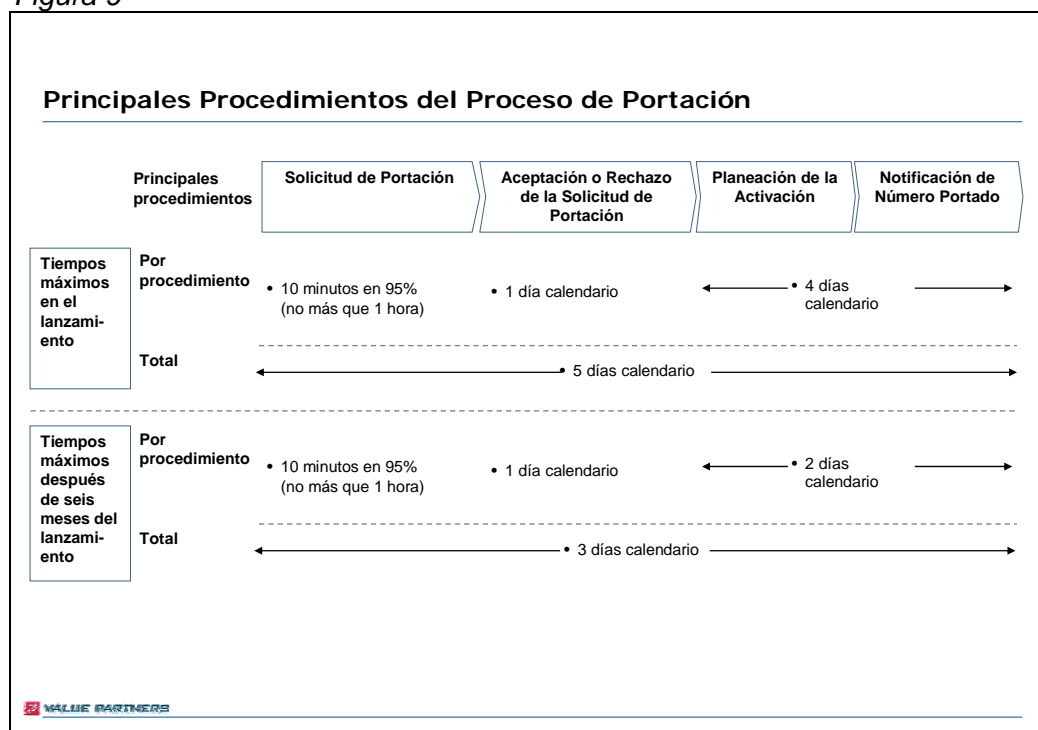 Principales Procedimientos del Proceso de Portación
Principales
procedimientos
Solicitud de Portación
Aceptación o Rechazo
de la Solicitud de
Portación
Planeación de la
Activación
Notificación de
Número Portado
Tiempos
máximos
en el
lanzami-
ento
Por
procedimiento
• 10 minutos en 95%
(no más que 1 hora)
• 1 día calendario
• 4 días
calendario
Total
• 5 días calendario
Tiempos
máximos
después
de seis
meses del
lanzami-
ento
Por
procedimiento
• 10 minutos en 95%
(no más que 1 hora)
• 1 día calendario
• 2 días
calendario
Total
• 3 días calendario
VALUE PARTNERS